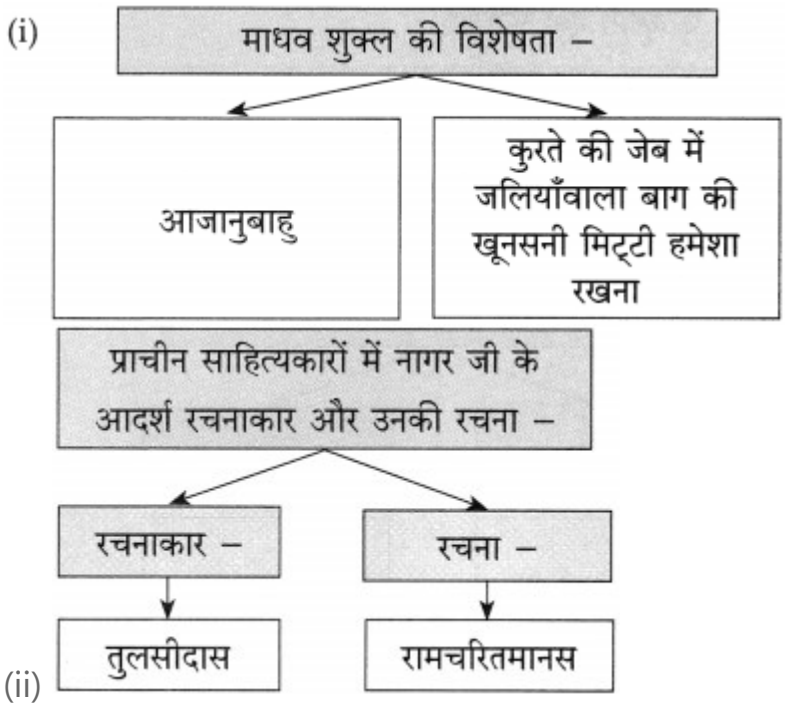 (i)
माधव शुक्ल की विशेषता –
आजानुबाहु
कुरते की जेब में
जलियाँवाला बाग की
खूनसनी मिट्‌टी हमेशा
रखना
प्राचीन साहित्यकारों में नागर जी के
आदर्श रचनाकार और उनकी रचना –
रचनाकार –
रचना –
तुलसीदास
रामचरितमानस
(ii)